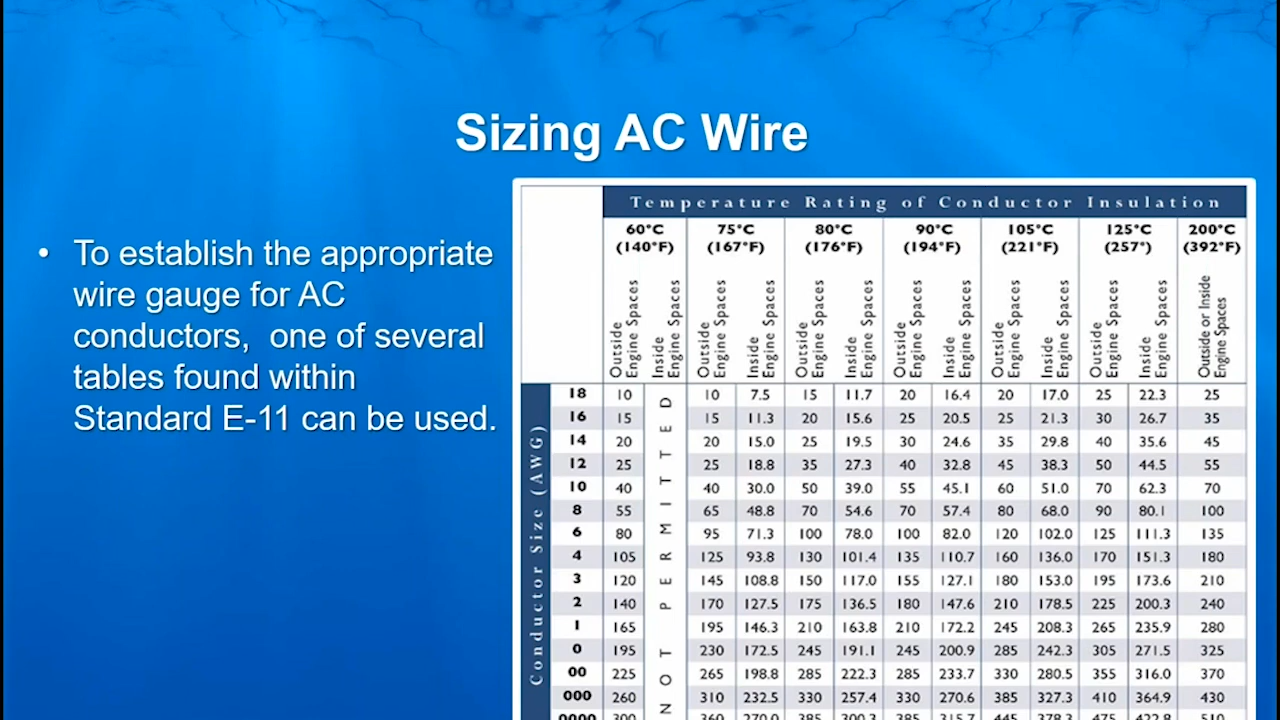 Sizing AC Wire
• To establish the appropriate
wire gauge for AC
conductors, one of several
tables found within
Standard E-11 can be used.
Temperature Rating of Conductor Insulation
60°C (140°F) 75°C (167°F) 80°C (176°F) 90°C (194°F) 105°C (221°F) 125°C (257°) 200°C (392°F)
Outside Engine Spaces Inside Engine Spaces Outside Engine Spaces Inside Engine Spaces Outside Engine Spaces Inside Engine Spaces Outside Engine Spaces Inside Engine Spaces Outside Engine Spaces Inside Engine Spaces Outside Engine Spaces Inside Engine Spaces Outside or Inside Engine Spaces
Conductor Size (AWG)
NOT PERMITTED
18 10 10 7.5 15 11.7 20 16.4 20 17.0 25 22.3 25
16 15 15 11.3 20 15.6 25 20.5 25 21.3 30 26.7 35
14 20 20 15.0 25 19.5 30 24.6 35 29.8 40 35.6 45
12 25 25 18.8 35 27.3 40 32.8 45 38.3 50 44.5 55
10 40 40 30.0 50 39.0 55 45.1 60 51.0 70 62.3 70
8 55 65 48.8 70 54.6 70 57.4 80 68.0 90 80.1 100
6 80 95 71.3 100 78.0 100 82.0 120 102.0 125 111.3 135
4 105 125 93.8 130 101.4 135 110.7 160 136.0 170 151.3 180
3 120 145 108.8 150 117.0 155 127.1 180 153.0 195 173.6 210
2 140 170 127.5 175 136.5 180 147.6 210 178.5 225 200.3 240
1 165 195 146.3 210 163.8 210 172.2 245 208.3 265 235.9 280
0 195 230 172.5 245 191.1 245 200.9 285 242.3 305 271.5 325
00 225 265 198.8 285 222.3 285 233.7 330 280.5 355 316.0 370
000 260 310 232.5 330 257.4 330 270.6 385 327.3 410 364.9 430
0000 300 360 270.0 385 300.3 385 315.7 445 378.3 475 422.8